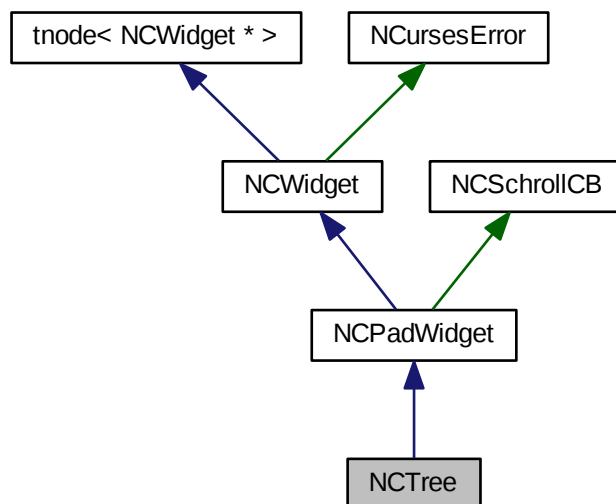 tnode< NCWidget * >
NCursesError
NCWidget
NCSchrollCB
NCPadWidget
NCTree